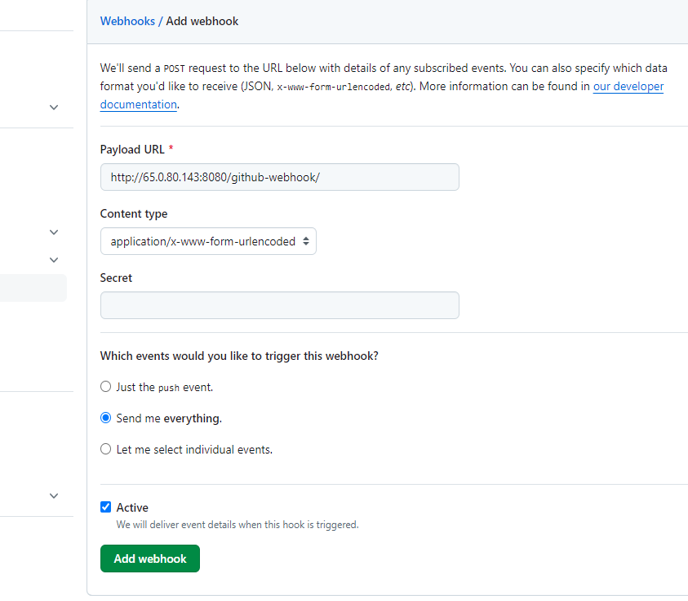 Webhooks / Add webhook
We'll send a POST request to the URL below with details of any subscribed events. You can also specify which data
format you'd like to receive (JSON, x-www-form-urlencoded, etc). More information can be found in our developer
documentation.
Payload URL *
http://65.0.80.143:8080/github-webhook/
Content type
application/x-www-form-urlencoded
Secret
Which events would you like to trigger this webhook?
Just the push event.
Send me everything.
Let me select individual events.
Active
We will deliver event details when this hook is triggered.
Add webhook